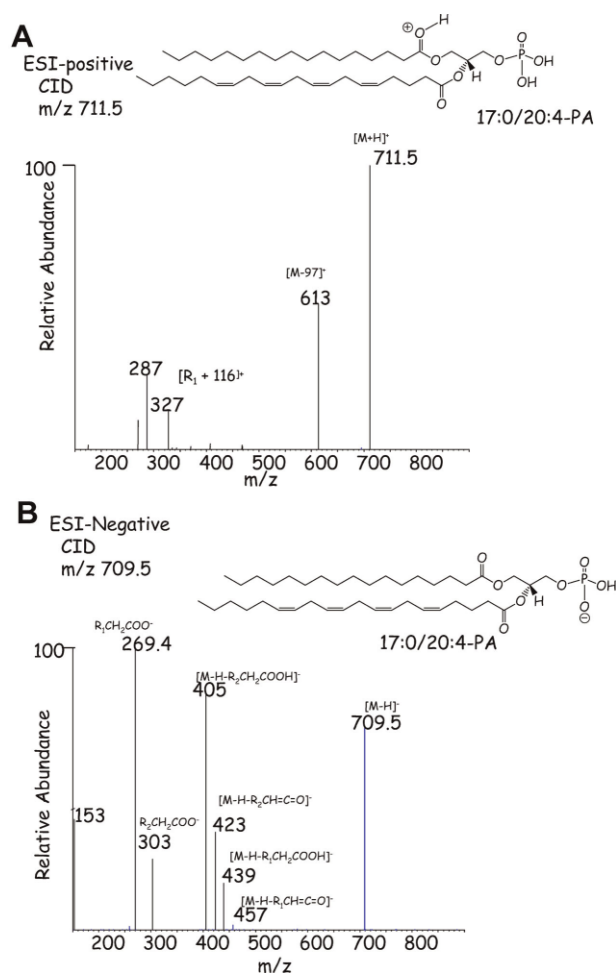 A
ESI-positive
CID
m/z 711.5
⊕
O H
O
O
O
H
O
O
P
OH
OH
17:0/20:4-PA
[M+H]⁺
100
711.5
[M-97]⁺
613
287
[R₁ + 116]⁺
327
Relative Abundance
200 300 400 500 600 700 800
m/z
B
ESI-Negative
CID
m/z 709.5
O
O
O
O
H
O
O
P
OH
O
⊖
17:0/20:4-PA
R₁CH₂COO⁻
100
269.4
[M-H-R₂CH₂COOH]⁻
405
[M-H]⁻
709.5
153
R₂CH₂COO⁻
303
[M-H-R₂CH=C=O]⁻
423
[M-H-R₁CH₂COOH]⁻
439
[M-H-R₁CH=C=O]⁻
457
Relative Abundance
200 300 400 500 600 700 800
m/z